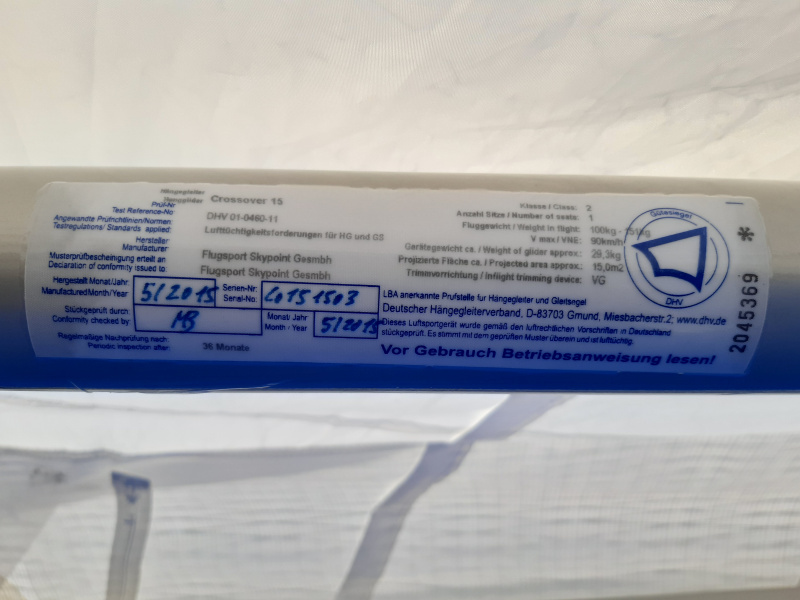 Hängegleiter
Hangglider Crossover 15
Prüf-Nr
Test Reference-No DHV 01-0460-11
Angewandte Prüfrichtlinien/Normen:
Testregulations/ Standards applied: Lufttüchtigkeitsforderungen für HG und GS
Hersteller
Manufacturer Flugsport Skypoint Gesmbh
Musterprüfbescheinigung erteilt an
Declaration of conformity issued to: Flugsport Skypoint Gesmbh
Hergestellt Monat/Jahr:
Manufactured Month/Year 5/2015
Serien-Nr:
Serial-No:
Stückgeprüft durch:
Conformity checked by MB
Monat/ Jahr
Month / Year 5/2015
Regelmäßige Nachprüfung nach:
Periodic inspection after: 36 Monate
Klasse / Class: 2
Anzahl Sitze / Number of seats: 1
Fluggewicht / Weight in flight: 100kg -
V max / VNE: 90km/h
Gerätegewicht ca. / Weight of glider approx: 28,3kg
Projizierte Fläche ca. / Projected area approx: 15,0m2
Trimmvorrichtung / Inflight trimming device: VG
LBA anerkannte Prüfstelle für Hängegleiter und Gleitsegel
Deutscher Hängegleiterverband, D-83703 Gmund, Miesbacherstr.2; www.dhv.de
Dieses Luftsportgerät wurde gemäß den luftrechtlichen Vorschriften in Deutschland
stückgeprüft. Es stimmt mit dem geprüften Muster überein und ist lufttüchtig.
Vor Gebrauch Betriebsanweisung lesen!
Gütesiegel
DHV
2045369 *